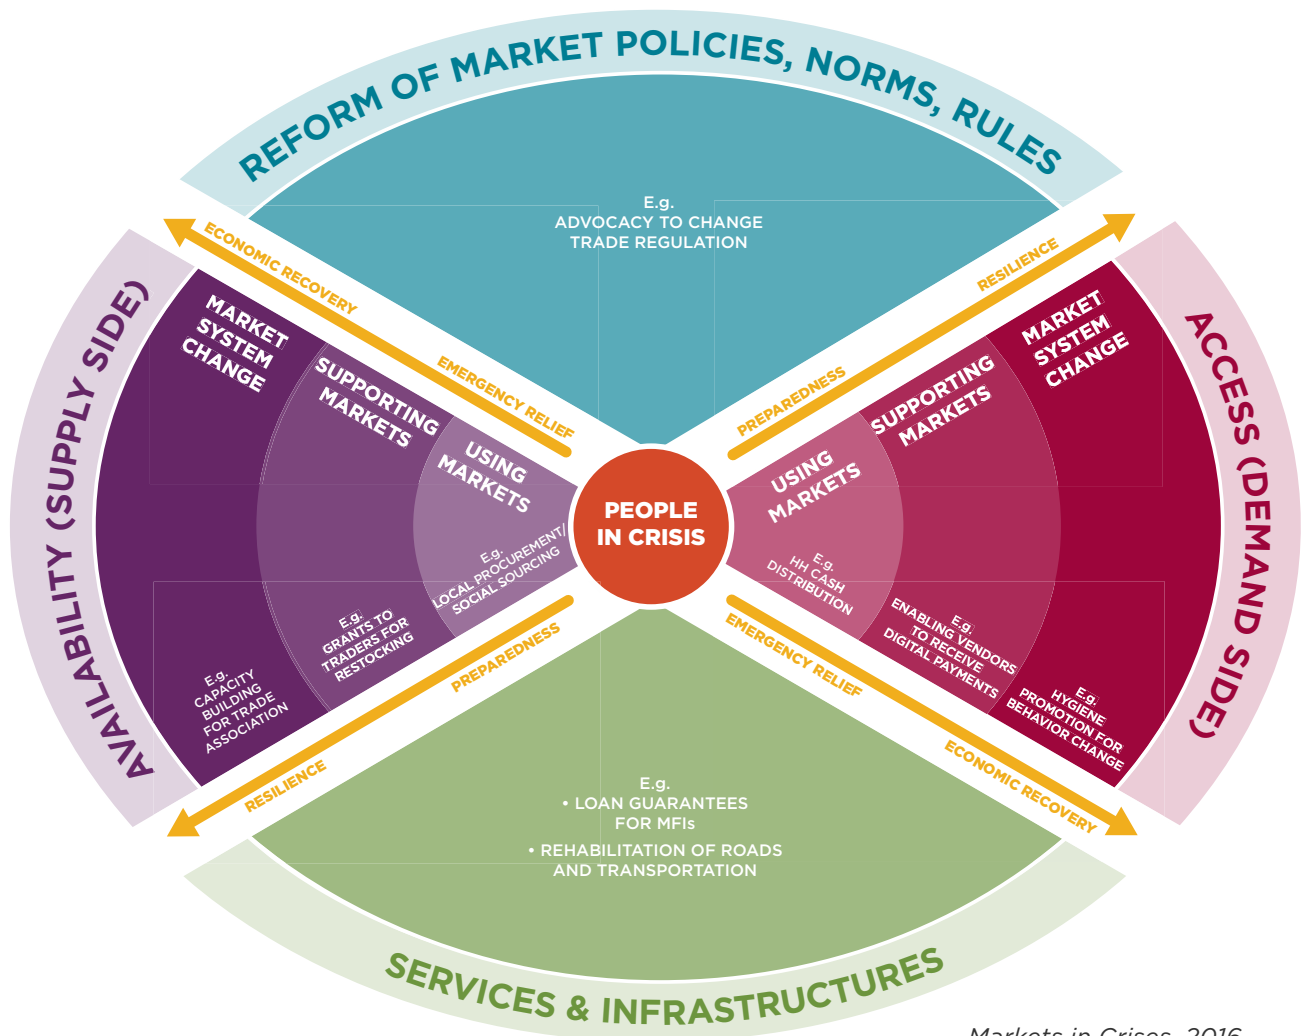 REFORM OF MARKET POLICIES, NORMS, RULES
E.g.
ADVOCACY TO CHANGE
TRADE REGULATION
ECONOMIC RECOVERY
EMERGENCY RELIEF
PREPAREDNESS
RESILIENCE
AVAILABILITY (SUPPLY SIDE)
MARKET
SYSTEM
CHANGE
SUPPORTING
MARKETS
USING
MARKETS
E.g.
CAPACITY
BUILDING
FOR TRADE
ASSOCIATION
E.g.
GRANTS TO
TRADERS FOR
RESTOCKING
E.g.
LOCAL PROCUREMENT/
SOCIAL SOURCING
PEOPLE
IN CRISIS
USING
MARKETS
SUPPORTING
MARKETS
MARKET
SYSTEM
CHANGE
E.g.
HH CASH
DISTRIBUTION
E.g.
ENABLING VENDORS
TO RECEIVE
DIGITAL PAYMENTS
E.g.
HYGIENE
PROMOTION FOR
BEHAVIOR CHANGE
ACCESS (DEMAND SIDE)
RESILIENCE
PREPAREDNESS
EMERGENCY RELIEF
ECONOMIC RECOVERY
E.g.
• LOAN GUARANTEES
FOR MFIs
• REHABILITATION OF ROADS
AND TRANSPORTATION
SERVICES & INFRASTRUCTURES
Markets in Crises, 2016